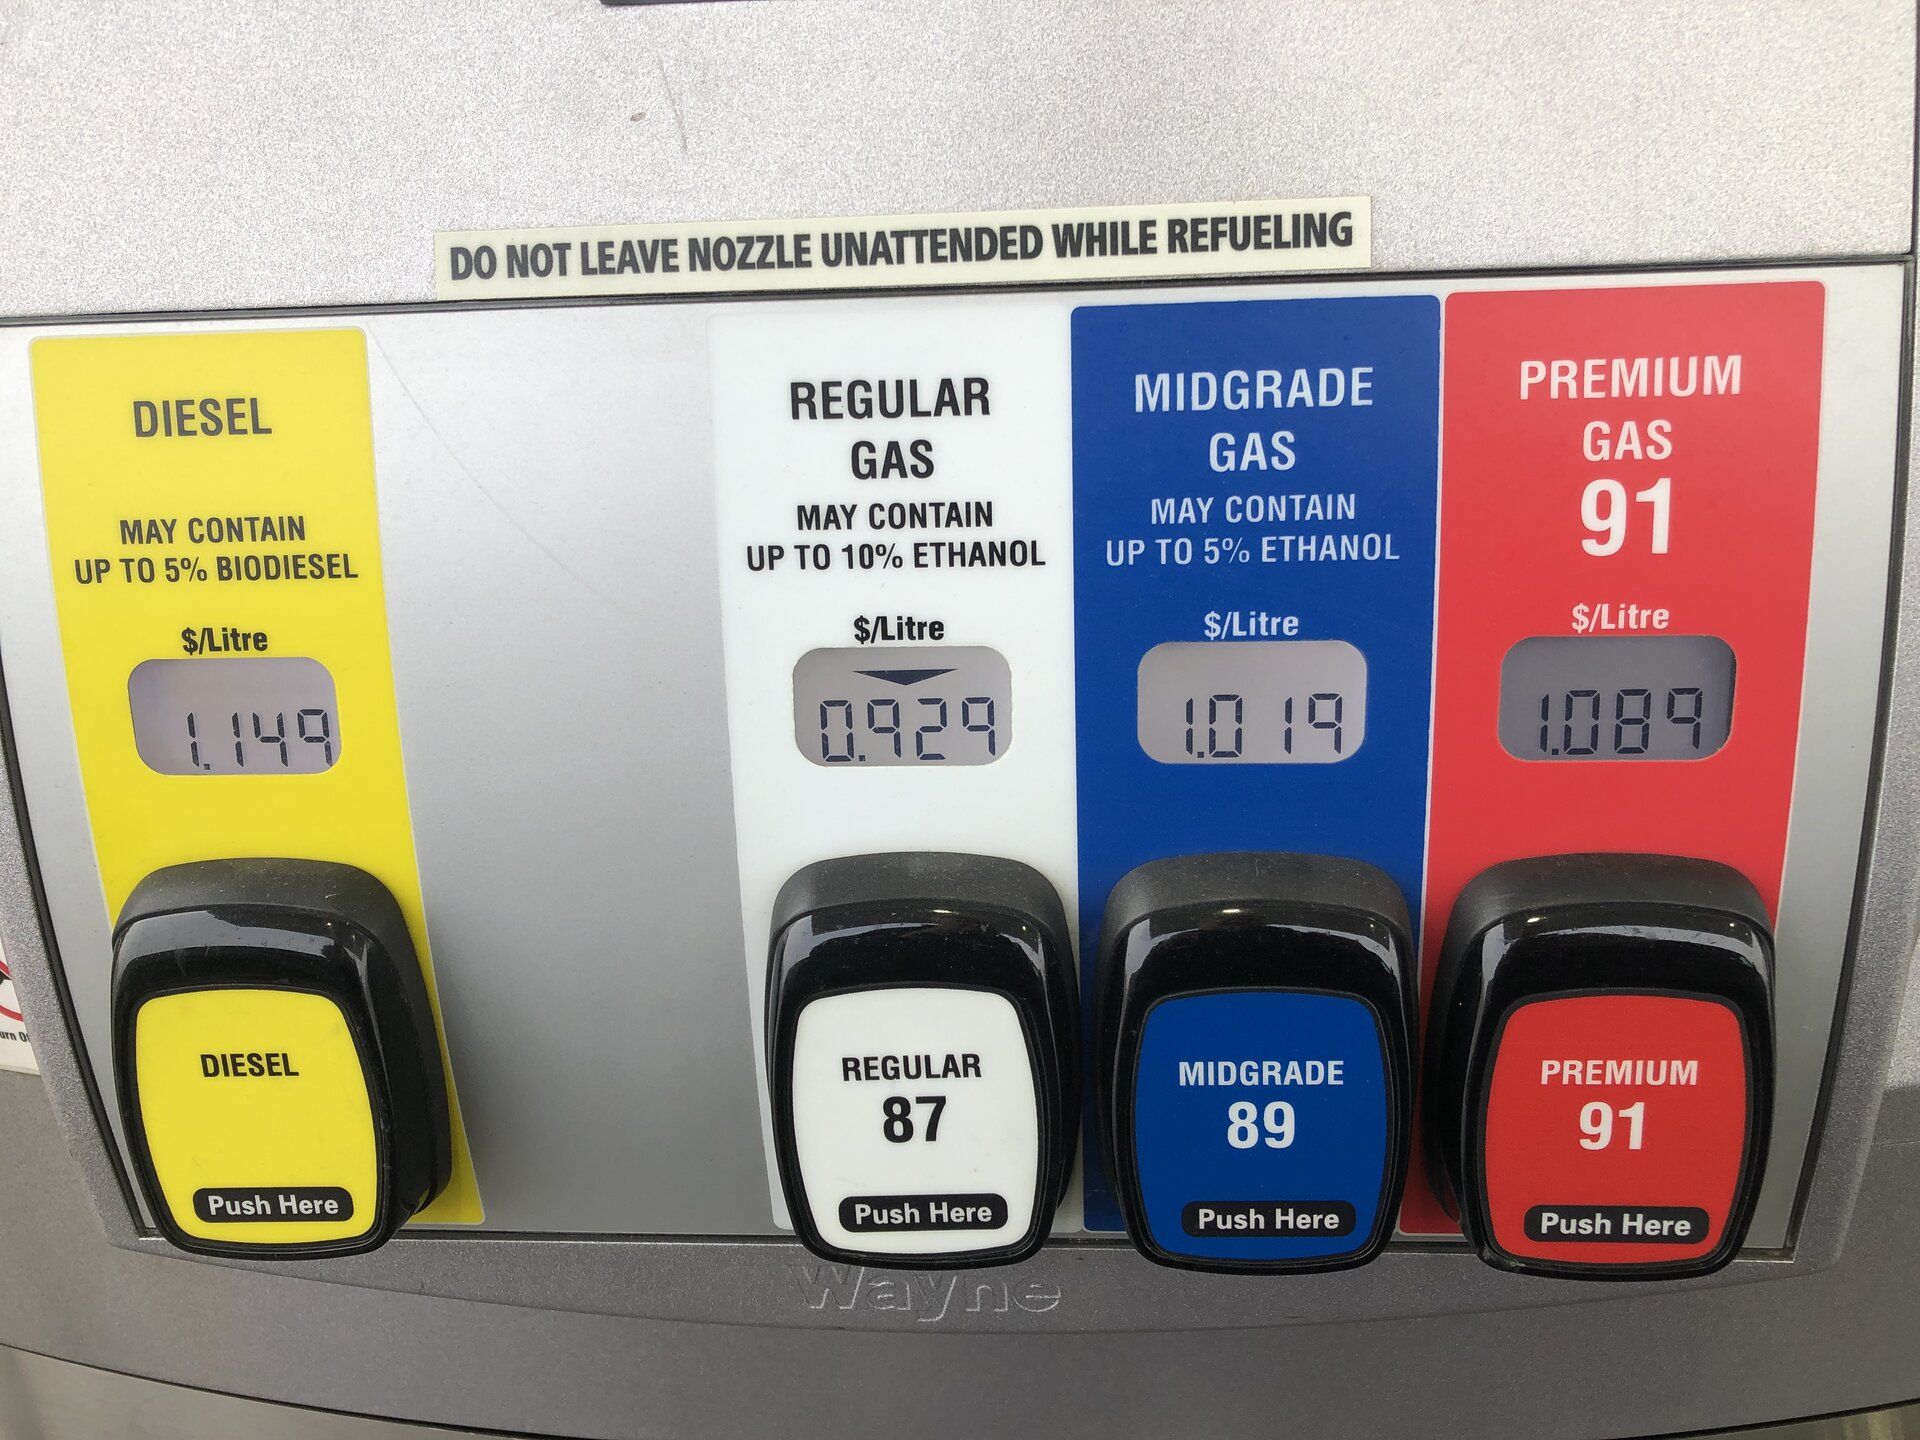 DO NOT LEAVE NOZZLE UNATTENDED WHILE REFUELING
DIESEL
MAY CONTAIN
UP TO 5% BIODIESEL
$/Litre
1.149
REGULAR
GAS
MAY CONTAIN
UP TO 10% ETHANOL
$/Litre
0.929
MIDGRADE
GAS
MAY CONTAIN
UP TO 5% ETHANOL
$/Litre
1.019
PREMIUM
GAS
91
$/Litre
1.089
DIESEL
Push Here
REGULAR
87
Push Here
MIDGRADE
89
Push Here
PREMIUM
91
Push Here
Wayne